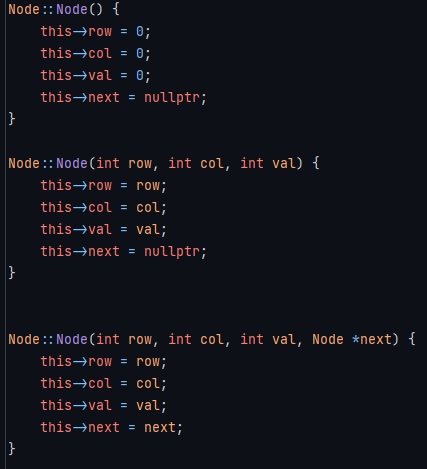 Node::Node() {
    this->row = 0;
    this->col = 0;
    this->val = 0;
    this->next = nullptr;
}
Node::Node(int row, int col, int val) {
    this->row = row;
    this->col = col;
    this->val = val;
    this->next = nullptr;
}
Node::Node(int row, int col, int val, Node *next) {
    this->row = row;
    this->col = col;
    this->val = val;
    this->next = next;
}